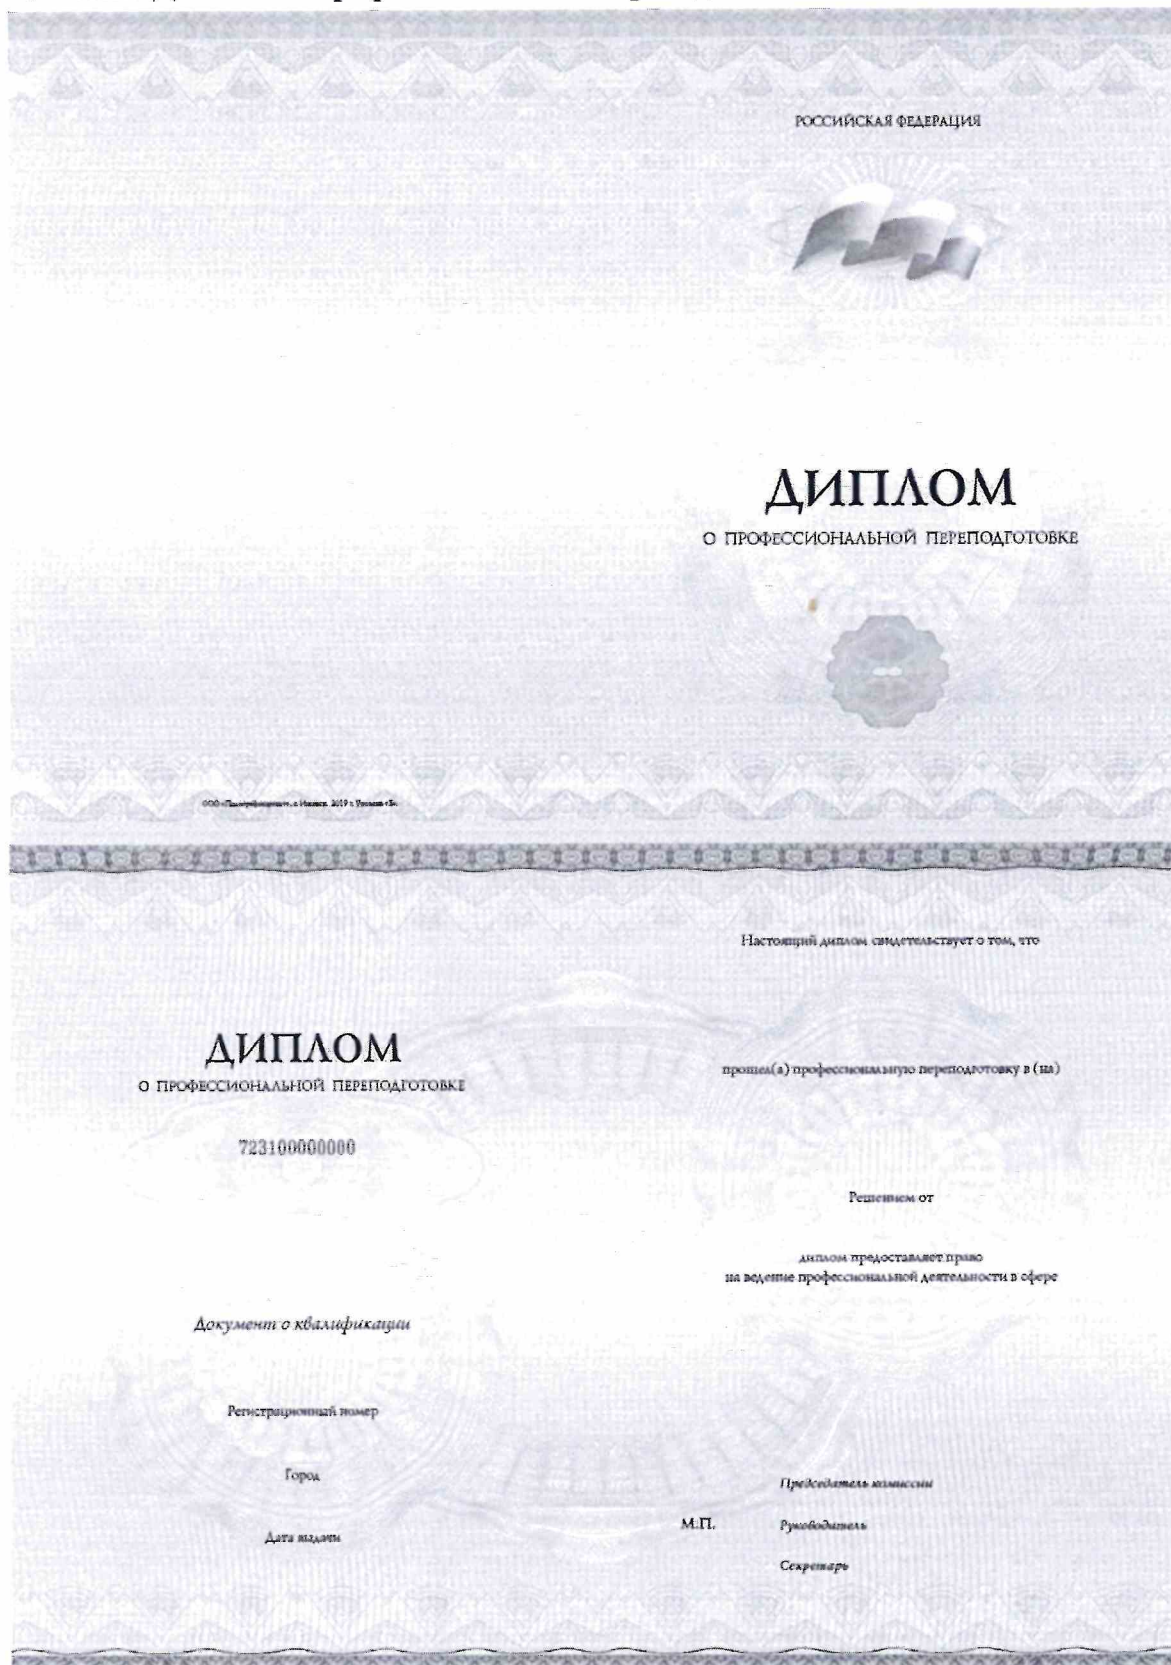 РОССИЙСКАЯ ФЕДЕРАЦИЯ
ДИПЛОМ
О ПРОФЕССИОНАЛЬНОЙ ПЕРЕПОДГОТОВКЕ
2019 г.
ДИПЛОМ
О ПРОФЕССИОНАЛЬНОЙ ПЕРЕПОДГОТОВКЕ
723100000000
Документ о квалификации
Регистрационный номер
Город
Дата выдачи
Настоящий диплом свидетельствует о том, что
прошел(а) профессиональную переподготовку в (на)
Решением от
диплом предоставляет право
на ведение профессиональной деятельности в сфере
Председатель комиссии
М.П. Руководитель
Секретарь